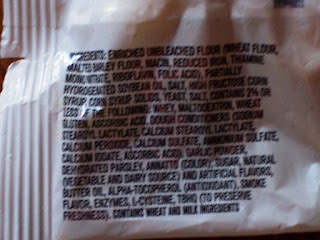 INGREDIENTS: ENRICHED UNBLEACHED FLOUR (WHEAT FLOUR,
MALTED BARLEY FLOUR, NIACIN, REDUCED IRON, THIAMINE
MONONITRATE, RIBOFLAVIN, FOLIC ACID), PARTIALLY
HYDROGENATED SOYBEAN OIL, SALT, HIGH FRUCTOSE CORN
SYRUP, CORN SYRUP SOLIDS, YEAST, SALT, CONTAINS 2% OR
LESS OF THE FOLLOWING: WHEY, MALTODEXTRIN, WHEAT
GLUTEN, ASCORBIC ACID, DOUGH CONDITIONERS (SODIUM
STEAROYL LACTYLATE, CALCIUM STEAROYL LACTYLATE,
CALCIUM PEROXIDE, CALCIUM SULFATE, AMMONIUM SULFATE,
CALCIUM IODATE, ASCORBIC ACID), GARLIC POWDER,
DEHYDRATED PARSLEY, ANNATTO (COLOR), SUGAR, NATURAL
(VEGETABLE AND DAIRY SOURCE) AND ARTIFICIAL FLAVORS,
BUTTER OIL, ALPHA-TOCOPHEROL (ANTIOXIDANT), SMOKE
FLAVOR, ENZYMES, L-CYSTEINE, TBHQ (TO PRESERVE
FRESHNESS). CONTAINS WHEAT AND MILK INGREDIENTS